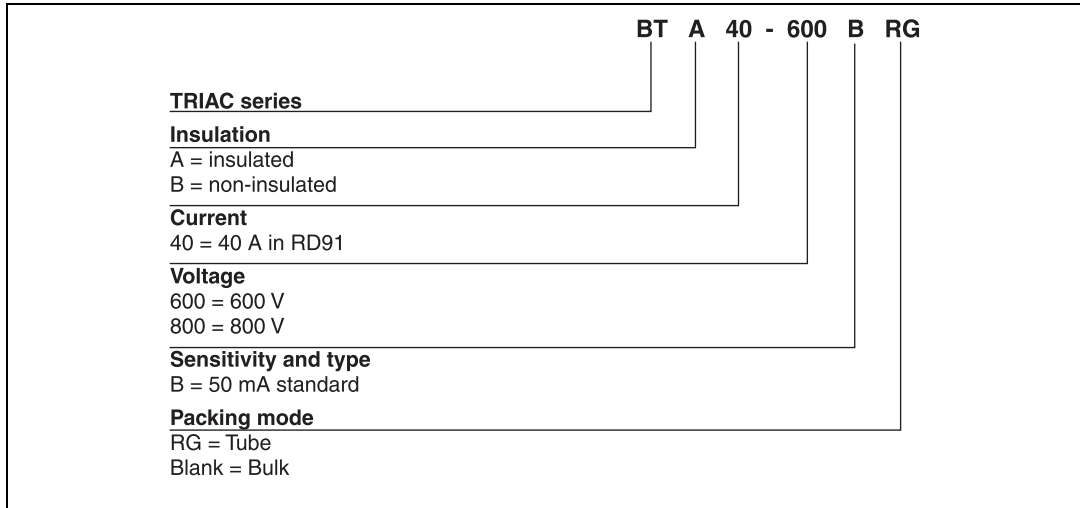 BT A 40 - 600 B RG
TRIAC series
Insulation
A = insulated
B = non-insulated
Current
40 = 40 A in RD91
Voltage
600 = 600 V
800 = 800 V
Sensitivity and type
B = 50 mA standard
Packing mode
RG = Tube
Blank = Bulk